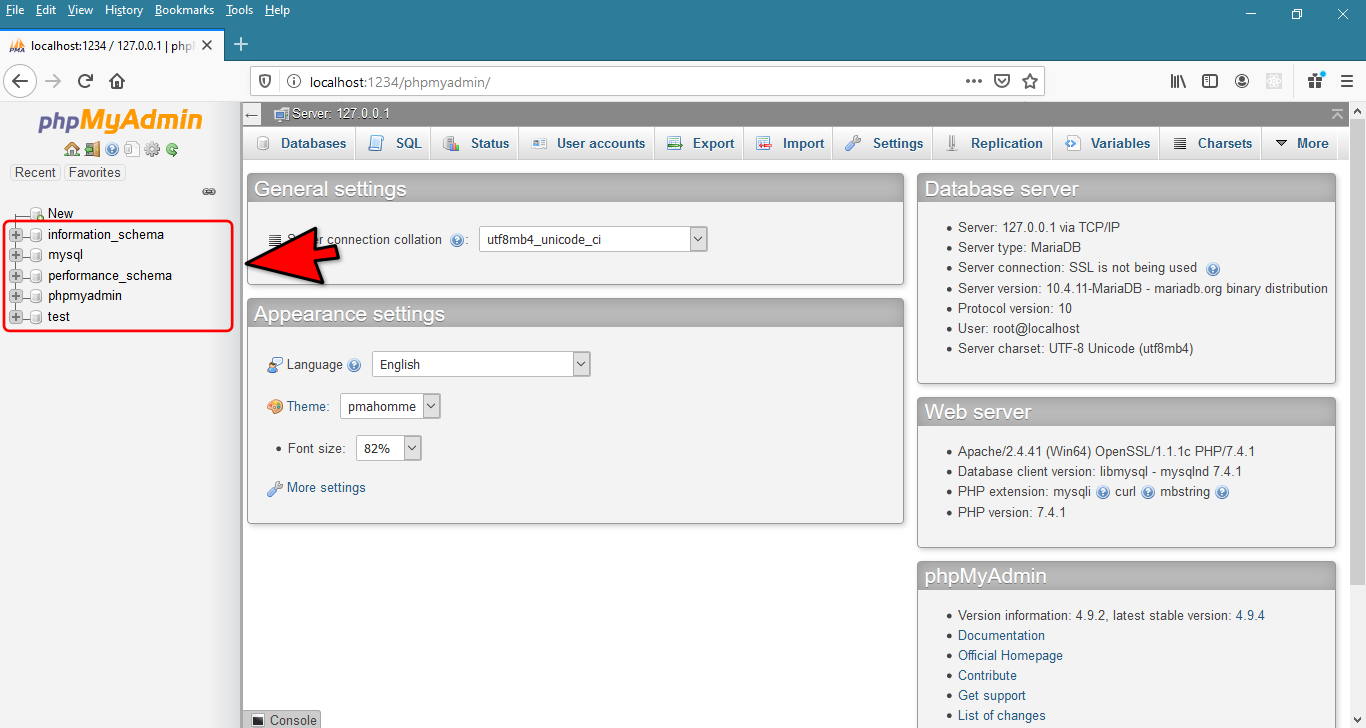 File Edit View History Bookmarks Tools Help
localhost:1234 / 127.0.0.1 | php
localhost:1234/phpmyadmin/
phpMyAdmin
Recent Favorites
New
information_schema
mysql
performance_schema
phpmyadmin
test
Server: 127.0.0.1
Databases SQL Status User accounts Export Import Settings Replication Variables Charsets More
General settings
connection collation : utf8mb4_unicode_ci
Appearance settings
Language English
Theme: pmahomme
Font size: 82%
More settings
Console
Database server
Server: 127.0.0.1 via TCP/IP
Server type: MariaDB
Server connection: SSL is not being used
Server version: 10.4.11-MariaDB - mariadb.org binary distribution
Protocol version: 10
User: root@localhost
Server charset: UTF-8 Unicode (utf8mb4)
Web server
Apache/2.4.41 (Win64) OpenSSL/1.1.1c PHP/7.4.1
Database client version: libmysql - mysqlnd 7.4.1
PHP extension: mysqli curl mbstring
PHP version: 7.4.1
phpMyAdmin
Version information: 4.9.2, latest stable version: 4.9.4
Documentation
Official Homepage
Contribute
Get support
List of changes